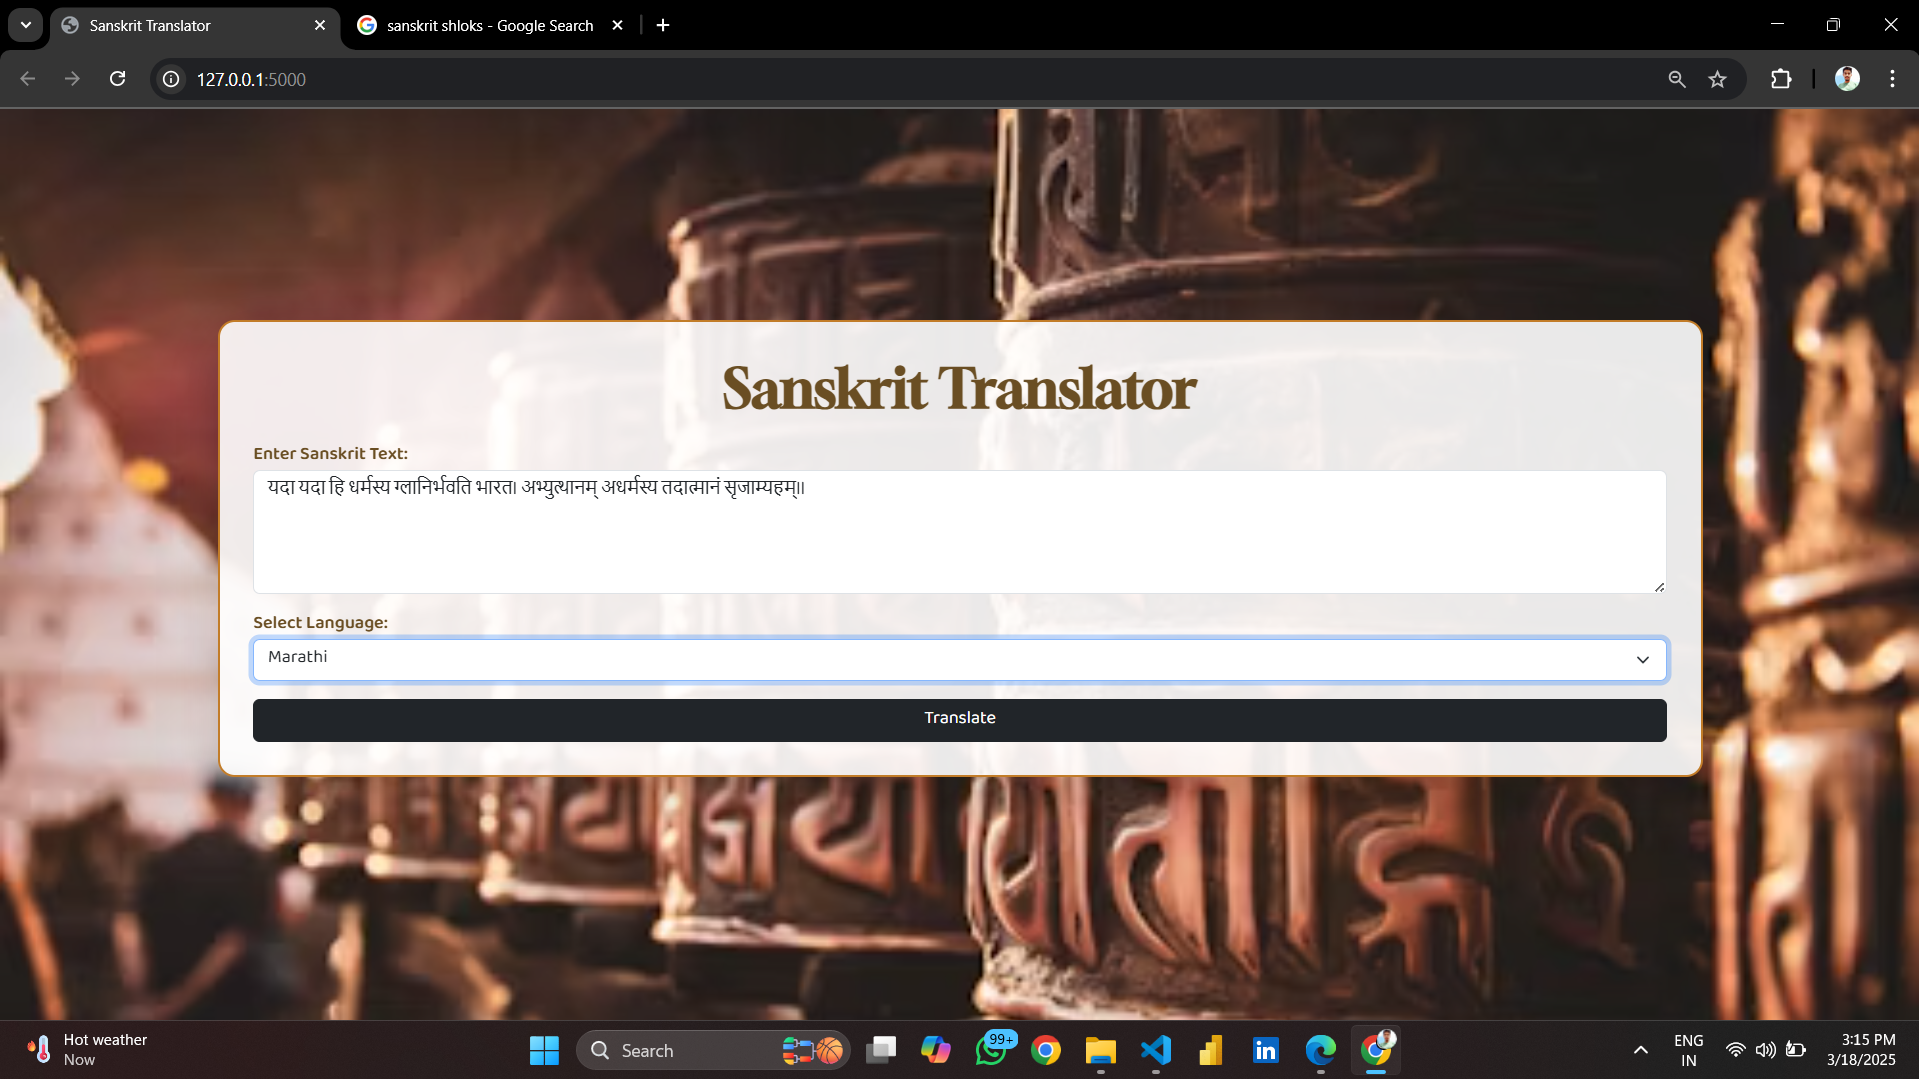 Sanskrit Translator
sanskrit shloks - Google Search
127.0.0.1:5000
Sanskrit Translator
Enter Sanskrit Text:
यदा यदा हि धर्मस्य ग्लानिर्भवति भारत। अभ्युत्थानम् अधर्मस्य तदात्मानं सृजाम्यहम्॥
Select Language:
Marathi
Translate
Hot weather
Now
Search
99+
in
ENG
IN
3:15 PM
3/18/2025